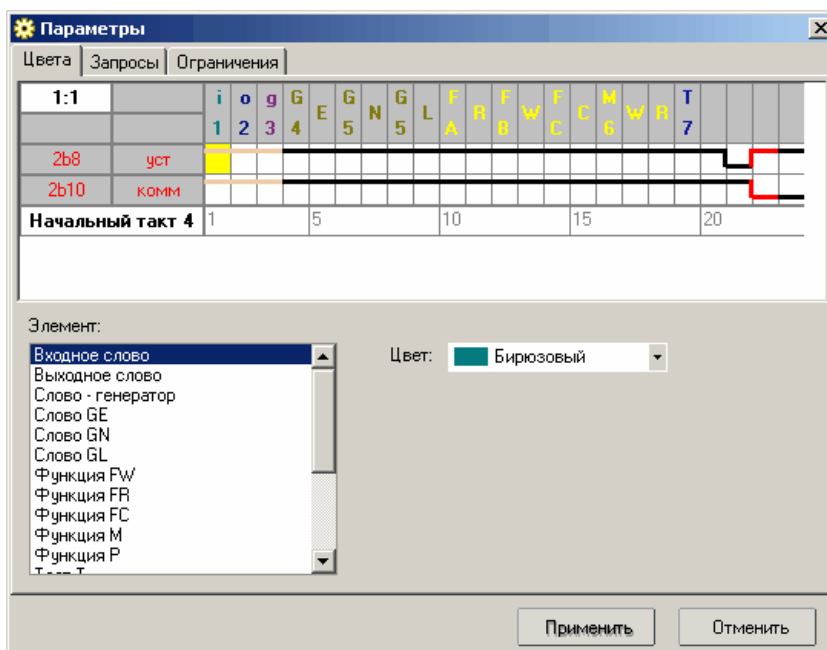 Параметры
Цвета Запросы Ограничения
1:1 i o g G E G N G L F R F W F C M W R T
1 2 3 4 5 5 A B C 6 7
2b8 уст
2b10 комм
Начальный такт 4 1 5 10 15 20
Элемент:
Цвет: Бирюзовый
Входное слово
Выходное слово
Слово - генератор
Слово GE
Слово GN
Слово GL
Функция FW
Функция FR
Функция FC
Функция M
Функция P
Тест T
Применить Отменить